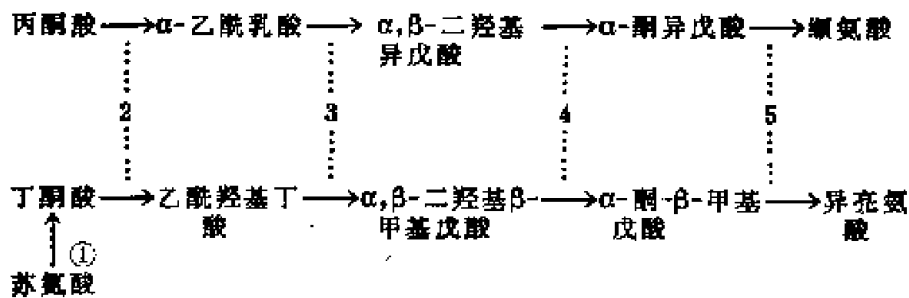 丙酮酸 → α-乙酰乳酸 → α,β-二羟基 → α-酮异戊酸 → 缬氨酸
异戊酸
2 3 4 5
丁酮酸 → 乙酰羟基丁 → α,β-二羟基β- → α-酮-β-甲基 → 异亮氨
酸 甲基戊酸 戊酸 酸
①
苏氨酸